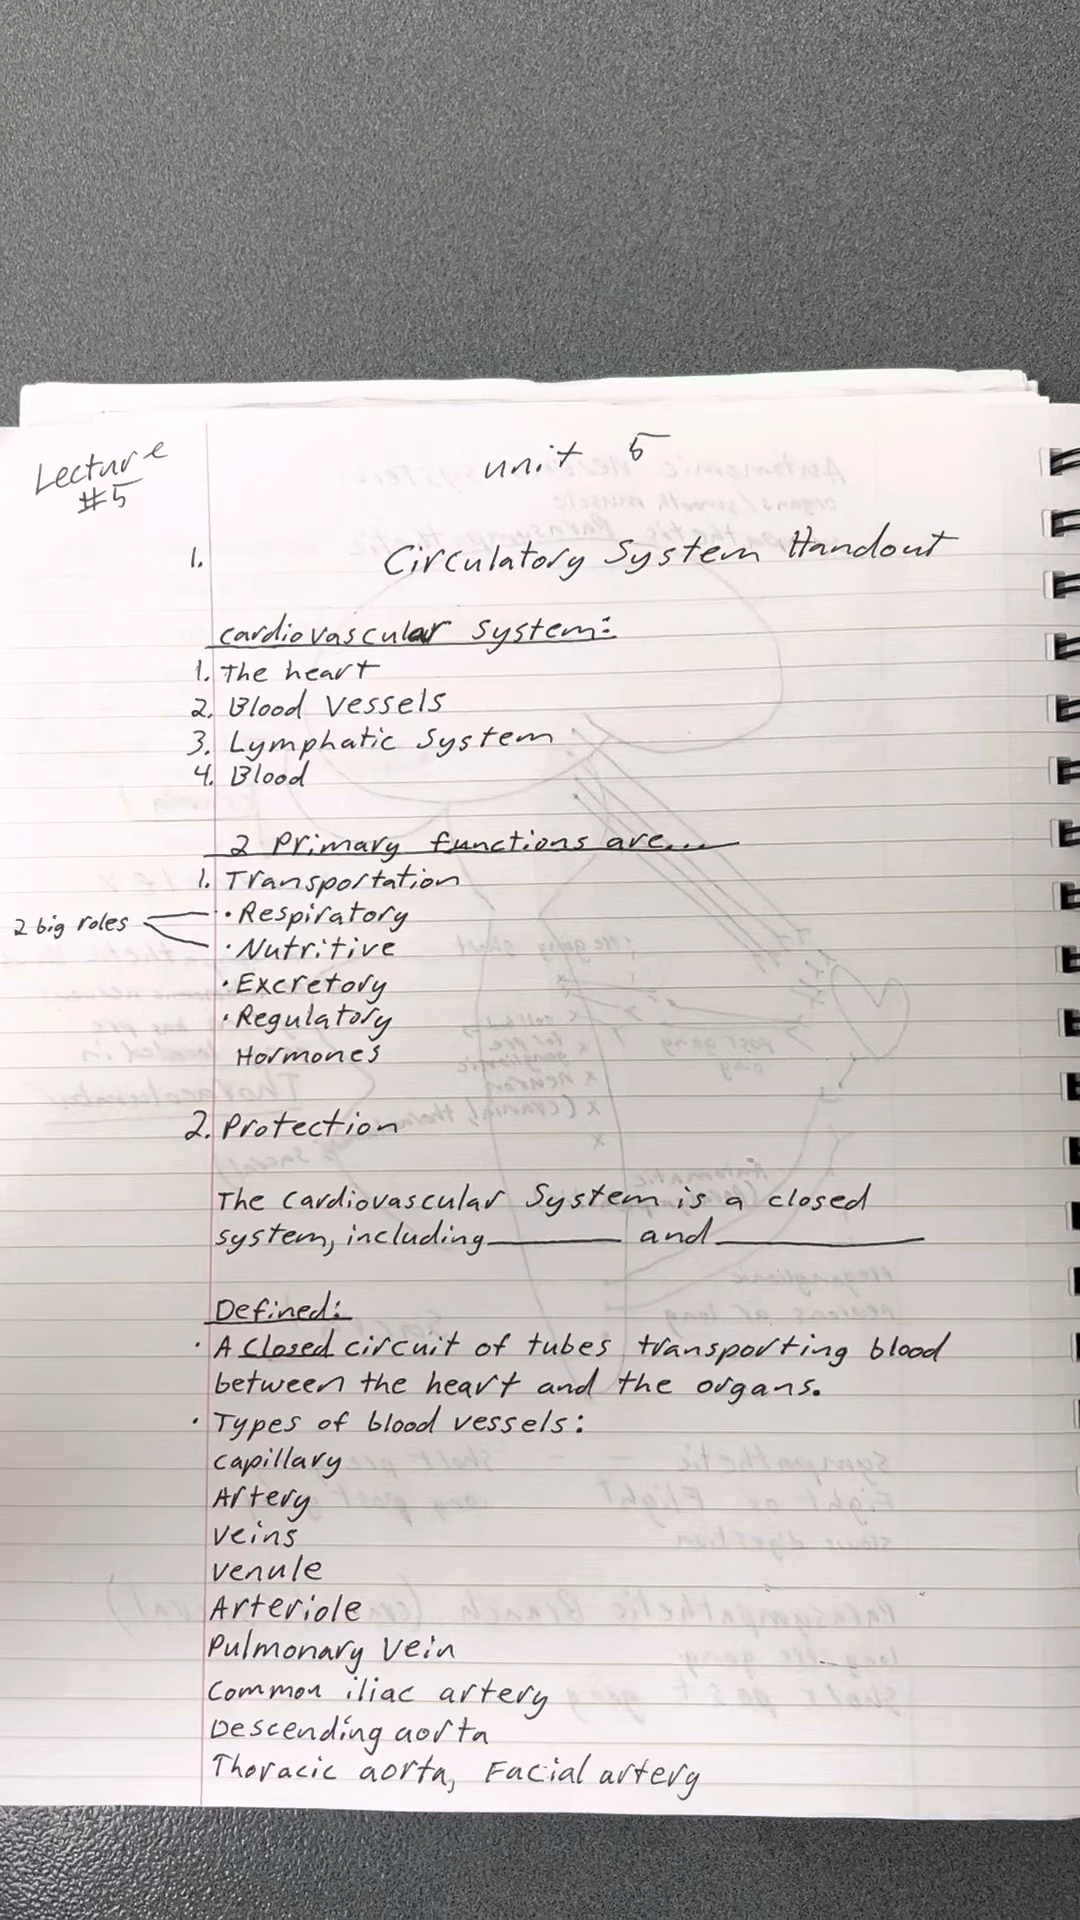 Lecture
#5
unit 5
1. Circulatory System Handout
cardiovascular System:
1. The heart
2. Blood Vessels
3. Lymphatic System
4. Blood
2 Primary functions are...
1. Transportation
2 big roles
· Respiratory
· Nutritive
· Excretory
· Regulatory
Hormones
2. Protection
The cardiovascular System is a closed
system, including_______ and_______
Defined:
· A closed circuit of tubes transporting blood
between the heart and the organs.
· Types of blood vessels:
capillary
Artery
veins
venule
Arteriole
Pulmonary Vein
Common iliac artery
Descending aorta
Thoracic aorta, Facial artery